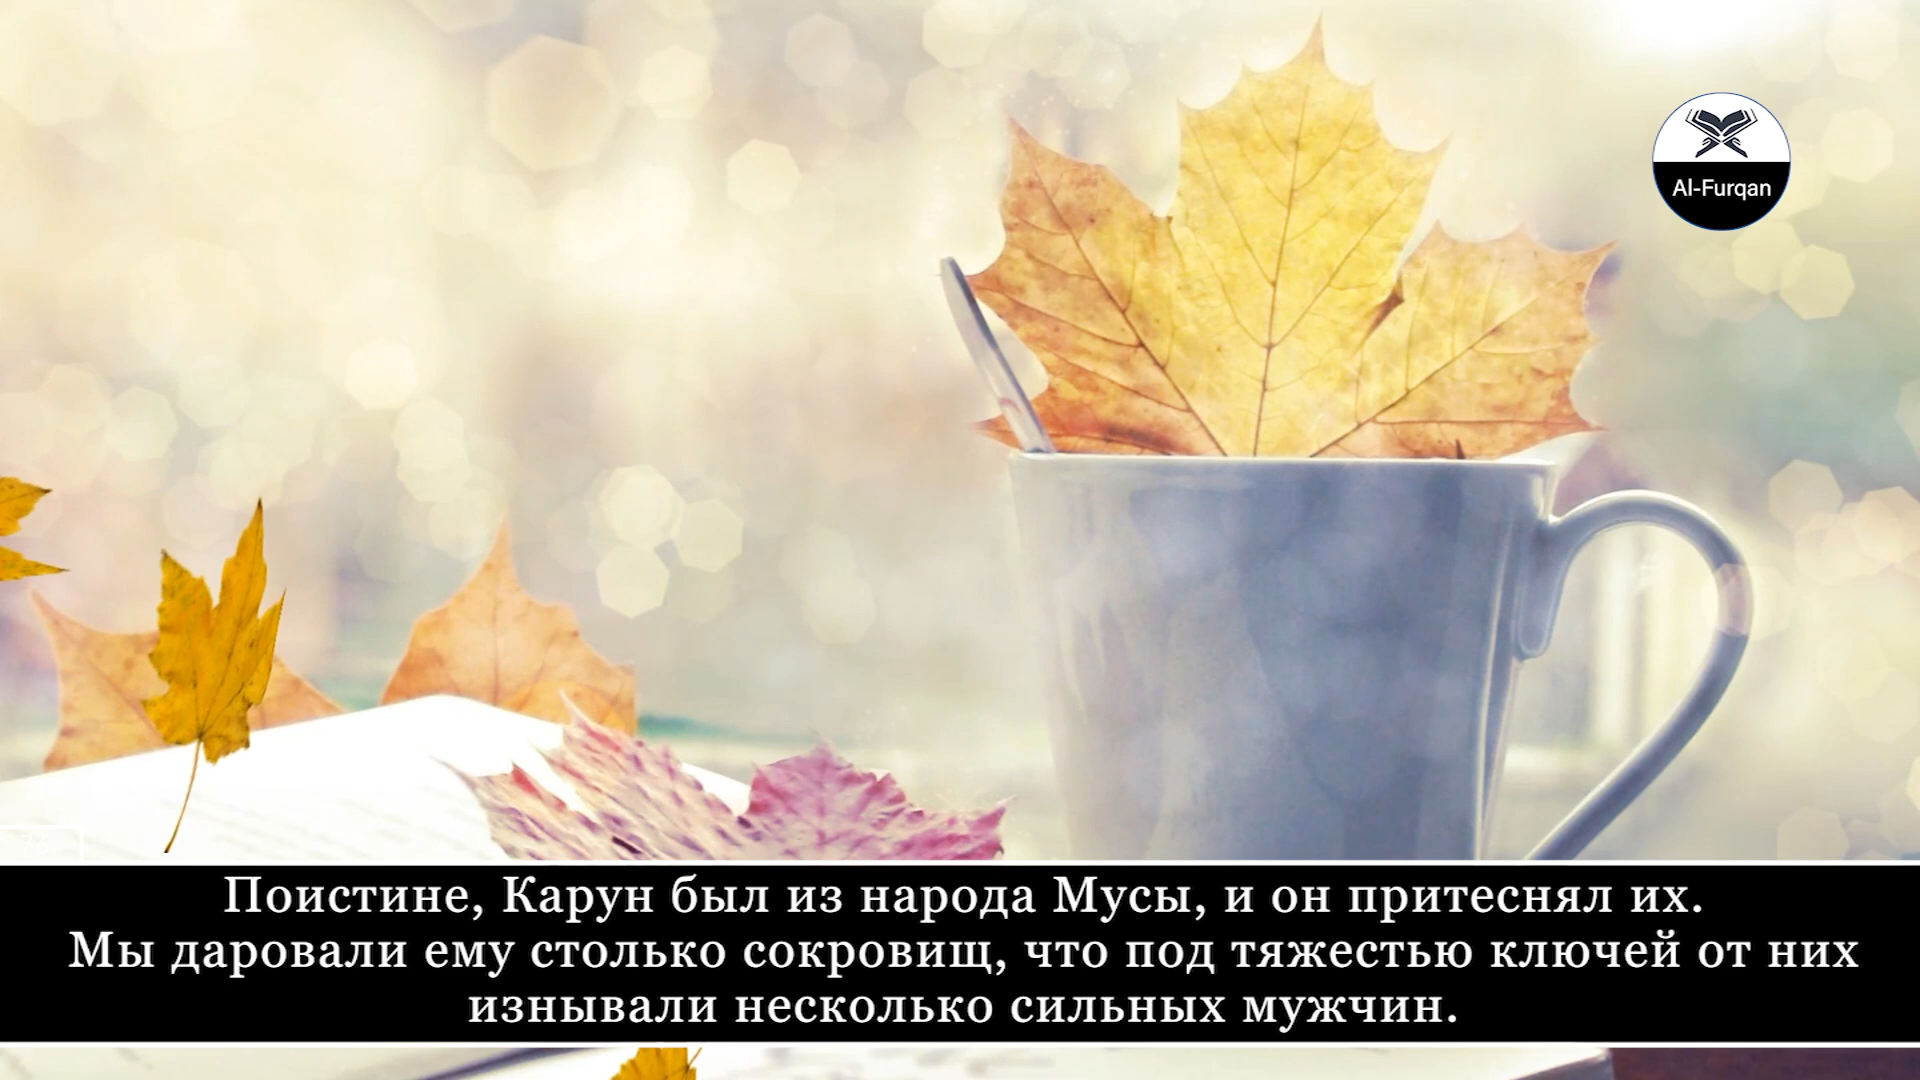 Al-Furqan
Поистине, Карун был из народа Мусы, и он притеснял их.
Мы даровали ему столько сокровищ, что под тяжестью ключей от них
изнывали несколько сильных мужчин.